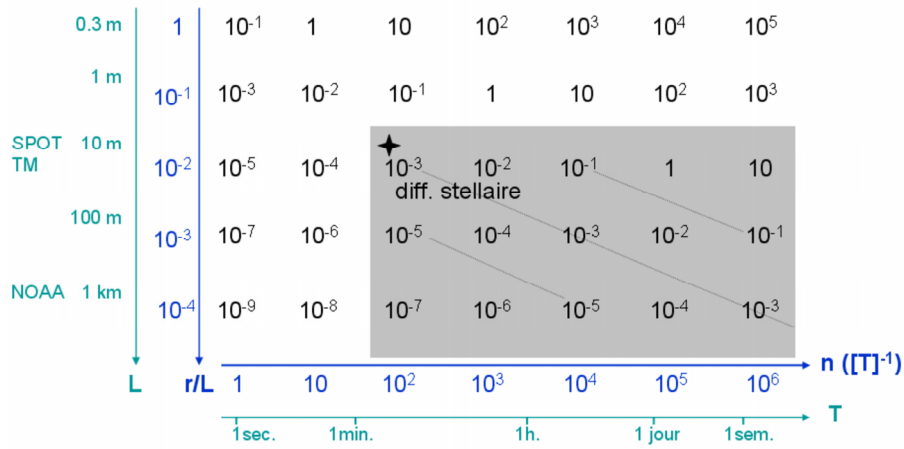 0.3 m 1 10⁻¹ 1 10 10² 10³ 10⁴ 10⁵
1 m 10⁻¹ 10⁻³ 10⁻² 10⁻¹ 1 10 10² 10³
SPOT 10 m
TM 10⁻² 10⁻⁵ 10⁻⁴ 10⁻³ 10⁻² 10⁻¹ 1 10
diff. stellaire
100 m 10⁻³ 10⁻⁷ 10⁻⁶ 10⁻⁵ 10⁻⁴ 10⁻³ 10⁻² 10⁻¹
NOAA 1 km 10⁻⁴ 10⁻⁹ 10⁻⁸ 10⁻⁷ 10⁻⁶ 10⁻⁵ 10⁻⁴ 10⁻³
n ([T]⁻¹)
L r/L 1 10 10² 10³ 10⁴ 10⁵ 10⁶
T
1sec. 1min. 1h. 1 jour 1sem.